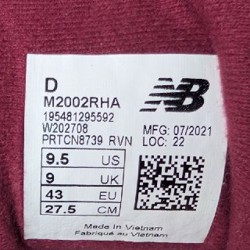 D
M2002RHA
195481295592
W202708
PRTCN8739 RVN
NB
MFG: 07/2021
LOC: 22
9.5 US
9 UK
43 EU
27.5 CM
Made in Vietnam
Fabriqué au Vietnam